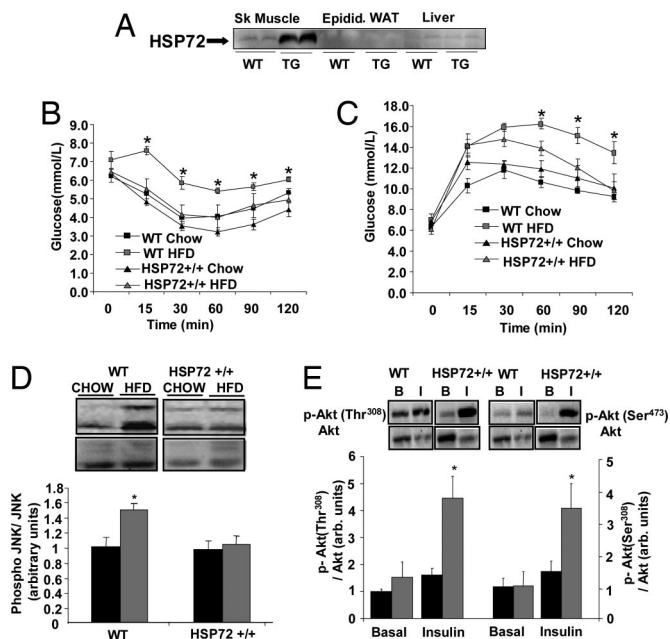 A
Sk Muscle Epidid. WAT Liver
HSP72
WT TG WT TG WT TG
B
Glucose(mmol/L)
9.0
8.0
7.0
6.0
5.0
4.0
3.0
2.0
1.0
0.0
* * * * *
WT Chow
WT HFD
HSP72+/+ Chow
HSP72+/+ HFD
0 15 30 60 90 120
Time (min)
C
Glucose(mmol/L)
18.0
16.0
14.0
12.0
10.0
8.0
6.0
4.0
2.0
0.0
* * *
WT Chow
WT HFD
HSP72+/+ Chow
HSP72+/+ HFD
0 15 30 60 90 120
Time (min)
D
WT HSP72 +/+
CHOW HFD CHOW HFD
Phospho JNK/ JNK
(arbitrary units)
1.8
1.6
1.4
1.2
1
0.8
0.6
0.4
0.2
0
*
WT HSP72 +/+
E
WT HSP72+/+ WT HSP72+/+
B I B I B I B I
p-Akt (Thr308) p-Akt (Ser473)
Akt Akt
p- Akt(Thr308)
/ Akt (arb. units)
6
5
4
3
2
1
0
* *
5
4
3
2
1
0
p- Akt(Ser308)
/ Akt (arb. units)
Basal Insulin Basal Insulin